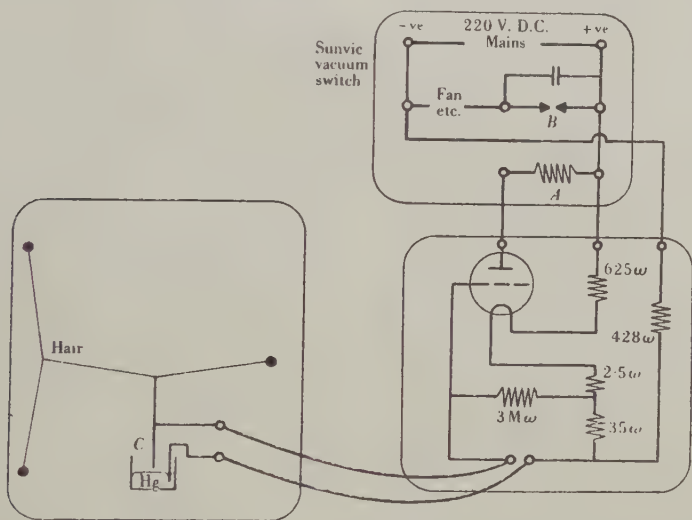 220 V. D.C.
Mains
– ve
+ ve
Sunvic
vacuum
switch
Fan
etc.
B
A
625ω
428ω
2·5ω
3 Mω
35ω
Hair
C
Hg